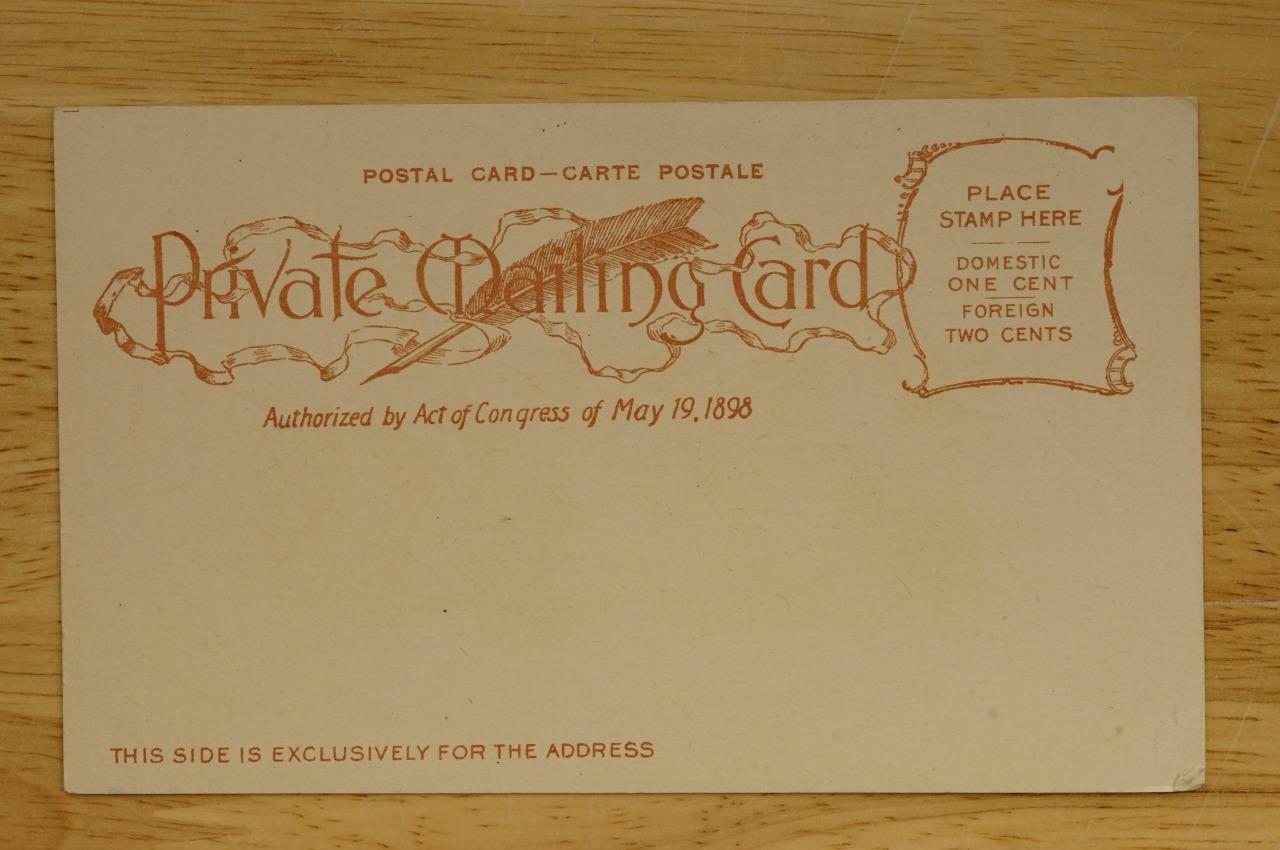 POSTAL CARD—CARTE POSTALE
Private Mailing Card
Authorized by Act of Congress of May 19, 1898
PLACE
STAMP HERE
DOMESTIC
ONE CENT
FOREIGN
TWO CENTS
THIS SIDE IS EXCLUSIVELY FOR THE ADDRESS